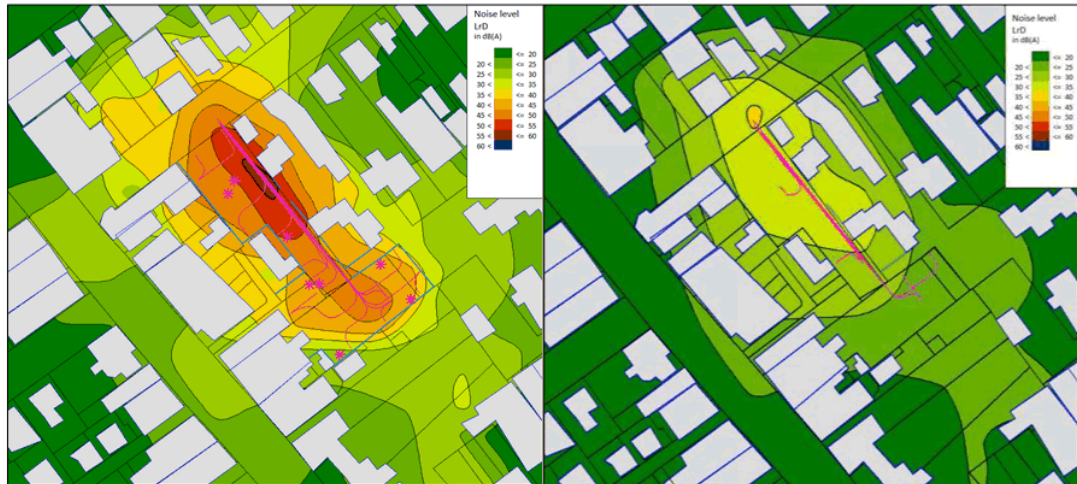 Noise level
LrD
in dB(A)
<= 20
20 < <= 25
25 < <= 30
30 < <= 35
35 < <= 40
40 < <= 45
45 < <= 50
50 < <= 55
55 < <= 60
60 <
Noise level
LrD
in dB(A)
<= 20
20 < <= 25
25 < <= 30
30 < <= 35
35 < <= 40
40 < <= 45
45 < <= 50
50 < <= 55
55 < <= 60
60 <